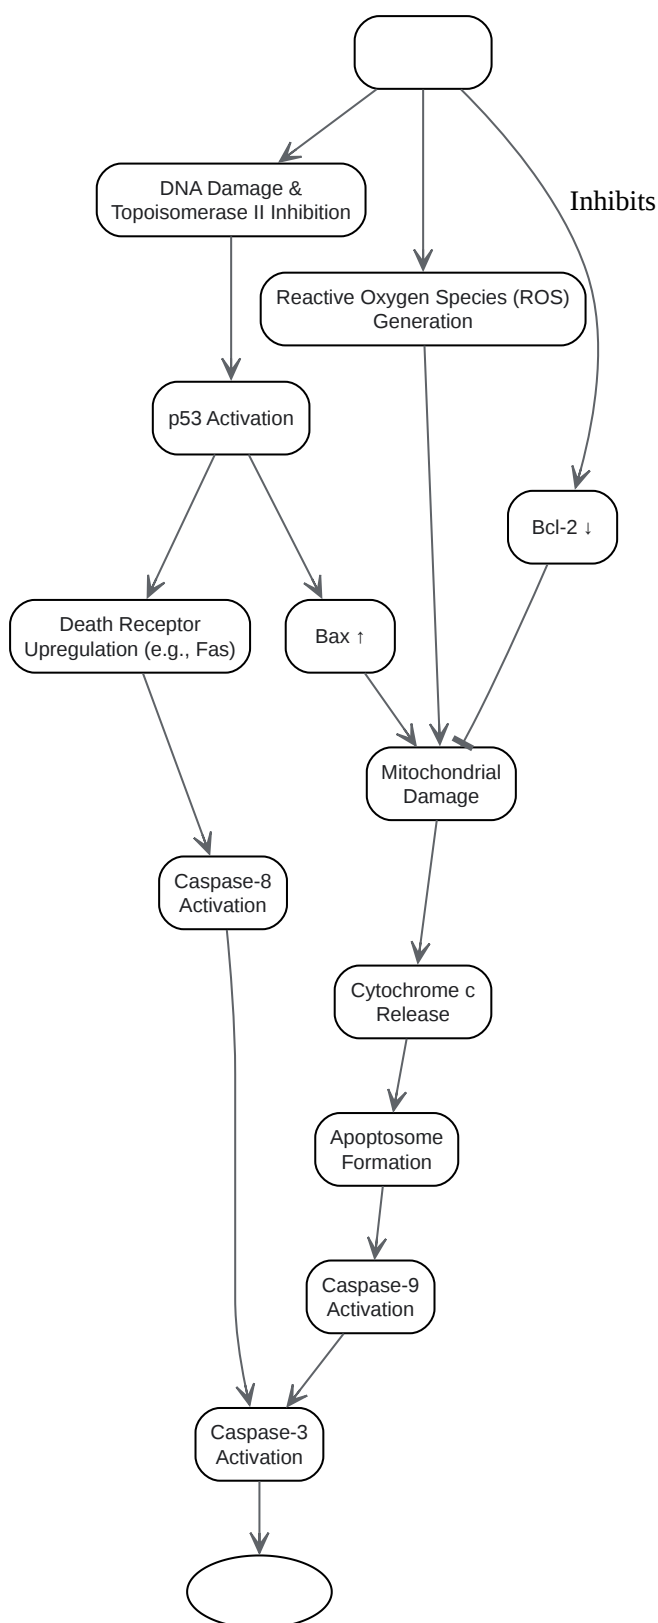 DNA Damage &
Topoisomerase II Inhibition
Inhibits
Reactive Oxygen Species (ROS)
Generation
p53 Activation
Bcl-2 ↓
Death Receptor
Upregulation (e.g., Fas)
Bax ↑
Mitochondrial
Damage
Caspase-8
Activation
Cytochrome c
Release
Apoptosome
Formation
Caspase-9
Activation
Caspase-3
Activation